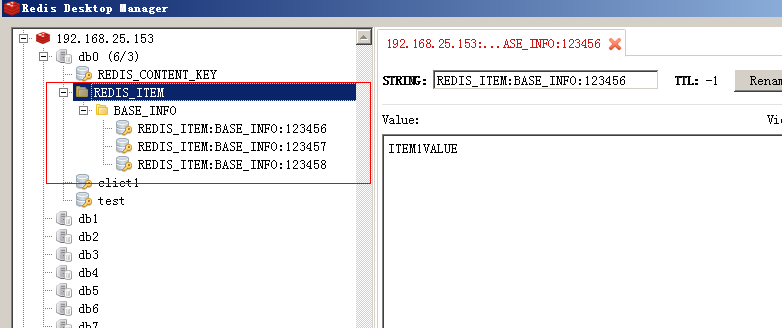 Redis Desktop Manager
192.168.25.153
db0 (6/3)
REDIS_CONTENT_KEY
REDIS_ITEM
BASE_INFO
REDIS_ITEM:BASE_INFO:123456
REDIS_ITEM:BASE_INFO:123457
REDIS_ITEM:BASE_INFO:123458
clict1
test
db1
db2
db3
db4
db5
db6
db7
192.168.25.153:...ASE_INFO:123456
STRING: REDIS_ITEM:BASE_INFO:123456 TTL: -1 Renam
Value: Vie
ITEM1VALUE